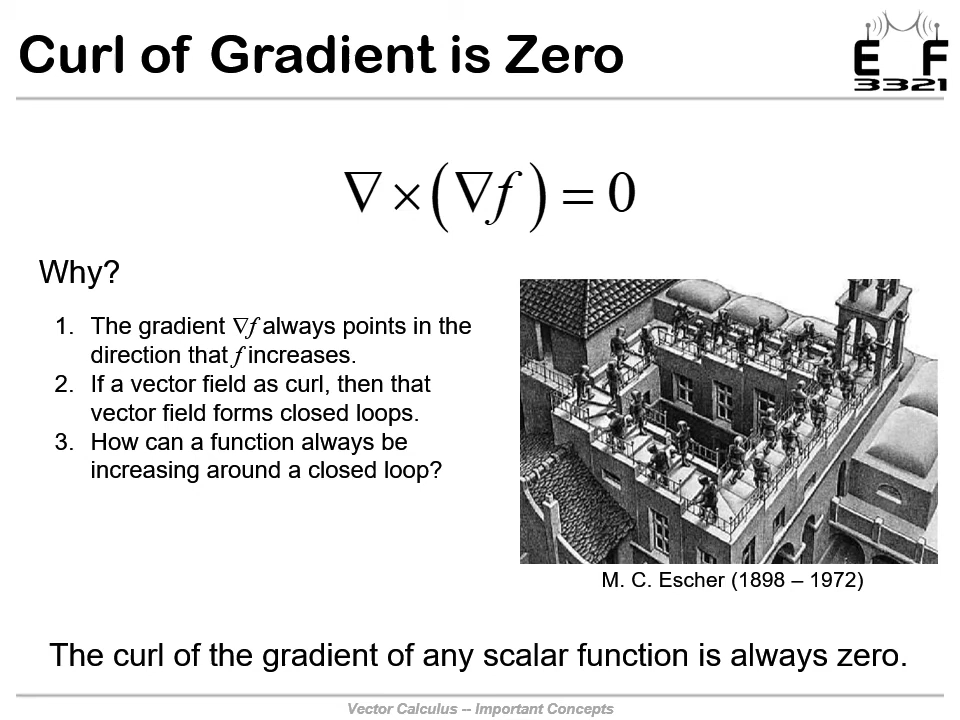 Curl of Gradient is Zero
E F
3321
∇×(∇f)=0
Why?
1. The gradient ∇f always points in the
direction that f increases.
2. If a vector field as curl, then that
vector field forms closed loops.
3. How can a function always be
increasing around a closed loop?
M. C. Escher (1898 – 1972)
The curl of the gradient of any scalar function is always zero.
Vector Calculus -- Important Concepts